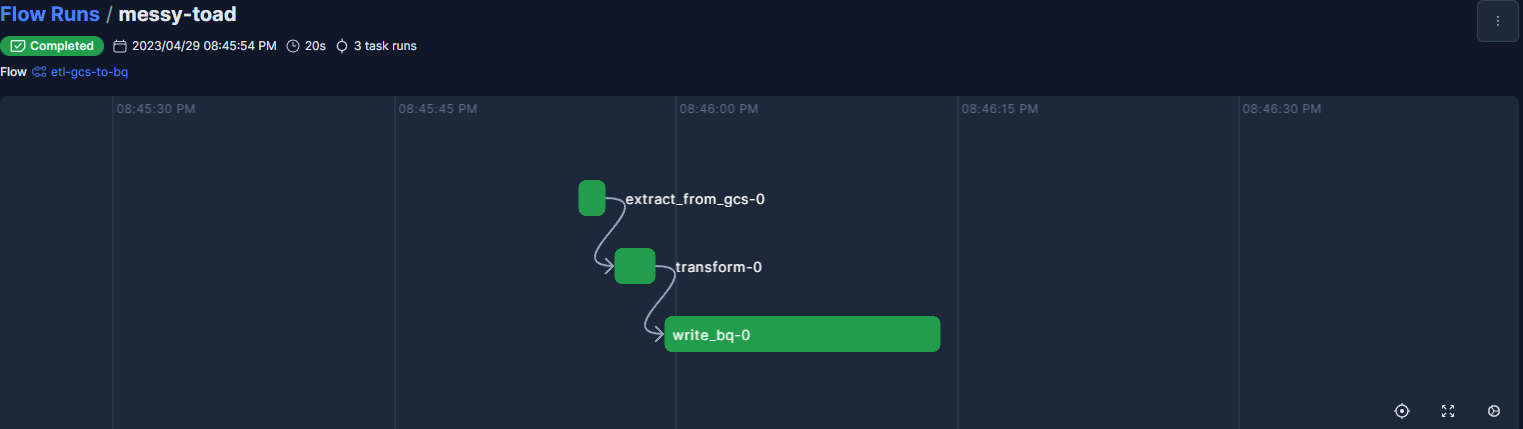 Flow Runs / messy-toad
Completed 2023/04/29 08:45:54 PM 20s 3 task runs
Flow etl-gcs-to-bq
08:45:30 PM 08:45:45 PM 08:46:00 PM 08:46:15 PM 08:46:30 PM
extract_from_gcs-0
transform-0
write_bq-0